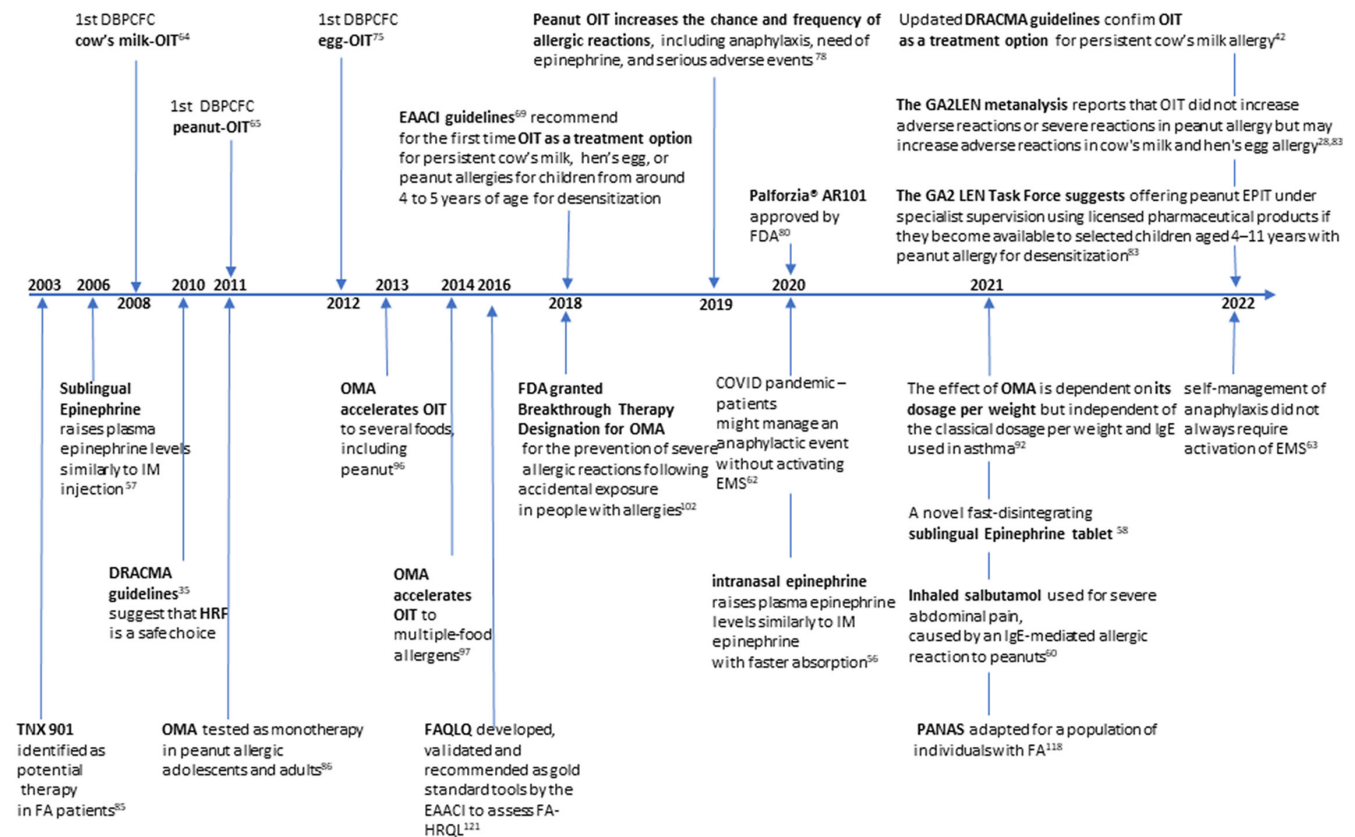 1st DBPCFC
cow's milk-OIT64
1st DBPCFC
peanut-OIT65
1st DBPCFC
egg-OIT75
EAACI guidelines69 recommend
for the first time OIT as a treatment option
for persistent cow's milk, hen's egg, or
peanut allergies for children from around
4 to 5 years of age for desensitization
Peanut OIT increases the chance and frequency of
allergic reactions, including anaphylaxis, need of
epinephrine, and serious adverse events 78
Palforzia® AR101
approved by
FDA80
Updated DRACMA guidelines confim OIT
as a treatment option for persistent cow's milk allergy42
The GA2LEN metanalysis reports that OIT did not increase
adverse reactions or severe reactions in peanut allergy but may
increase adverse reactions in cow's milk and hen's egg allergy28,83
The GA2 LEN Task Force suggests offering peanut EPIT under
specialist supervision using licensed pharmaceutical products if
they become available to selected children aged 4–11 years with
peanut allergy for desensitization83
2003 2006 2008 2010 2011 2012 2013 2014 2016 2018 2019 2020 2021 2022
TNX 901
identified as
potential
therapy
in FA patients85
Sublingual
Epinephrine
raises plasma
epinephrine levels
similarly to IM
injection 57
DRACMA
guidelines35
suggest that HRF
is a safe choice
OMA tested as monotherapy
in peanut allergic
adolescents and adults86
OMA
accelerates OIT
to several foods,
including
peanut96
OMA
accelerates
OIT to
multiple-food
allergens97
FAQLQ developed,
validated and
recommended as gold
standard tools by the
EAACI to assess FA-
HRQL121
FDA granted
Breakthrough Therapy
Designation for OMA
for the prevention of severe
allergic reactions following
accidental exposure
in people with allergies102
COVID pandemic –
patients
might manage an
anaphylactic event
without activating
EMS62
intranasal epinephrine
raises plasma epinephrine
levels similarly to IM
epinephrine
with faster absorption56
The effect of OMA is dependent on its
dosage per weight but independent of
the classical dosage per weight and IgE
used in asthma92
A novel fast-disintegrating
sublingual Epinephrine tablet 58
Inhaled salbutamol used for severe
abdominal pain,
caused by an IgE-mediated allergic
reaction to peanuts60
PANAS adapted for a population of
individuals with FA118
self-management of
anaphylaxis did not
always require
activation of EMS63